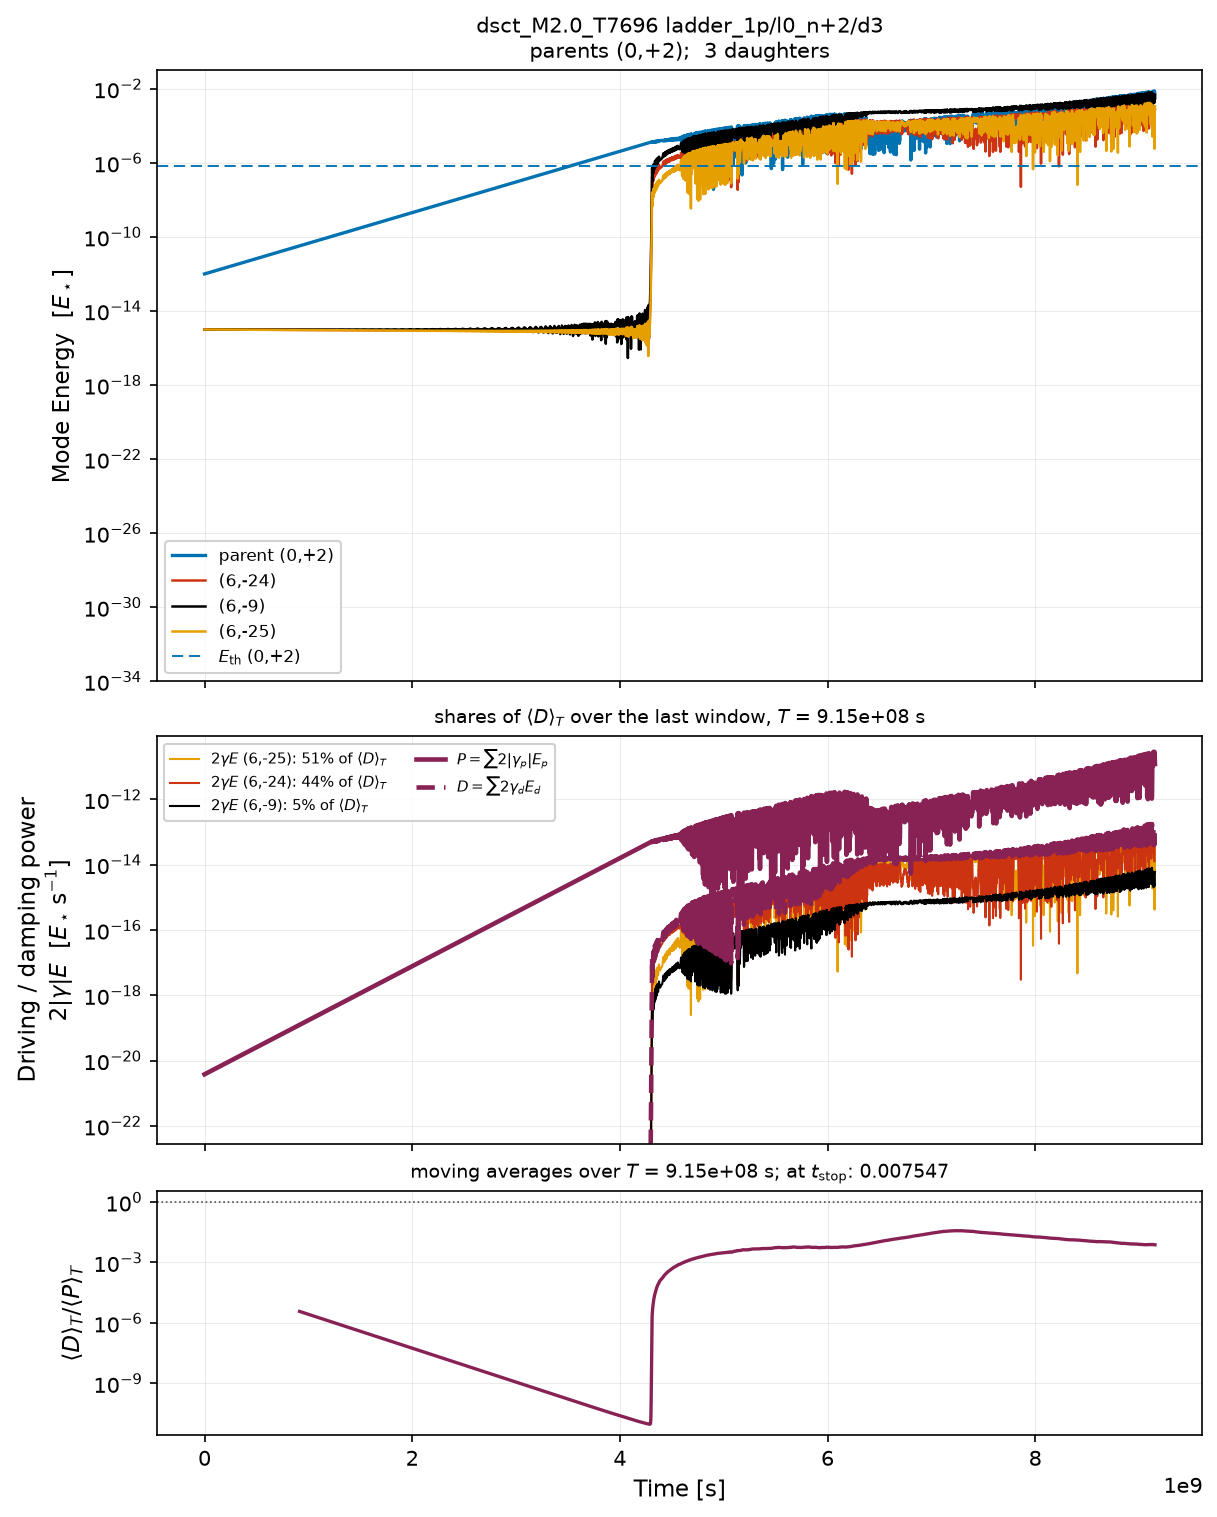 dsct_M2.0_T7696 ladder_1p/l0_n+2/d3
parents (0,+2);  3 daughters
Mode Energy  [E⋆]
10⁻²
10⁻⁶
10⁻¹⁰
10⁻¹⁴
10⁻¹⁸
10⁻²²
10⁻²⁶
10⁻³⁰
10⁻³⁴
parent (0,+2)
(6,-24)
(6,-9)
(6,-25)
E_th (0,+2)
shares of ⟨D⟩_T over the last window, T = 9.15e+08 s
Driving / damping power
2|γ|E  [E⋆ s⁻¹]
10⁻¹²
10⁻¹⁴
10⁻¹⁶
10⁻¹⁸
10⁻²⁰
10⁻²²
2γE (6,-25): 51% of ⟨D⟩_T
2γE (6,-24): 44% of ⟨D⟩_T
2γE (6,-9): 5% of ⟨D⟩_T
P = ∑2|γ_p|E_p
D = ∑2γ_dE_d
moving averages over T = 9.15e+08 s; at t_stop: 0.007547
⟨D⟩_T/⟨P⟩_T
10⁰
10⁻³
10⁻⁶
10⁻⁹
0 2 4 6 8
Time [s]
1e9